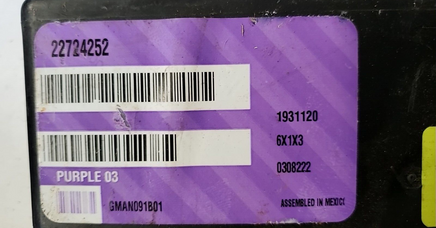 22724252
1931120
6X1X3
PURPLE 03
0308222
GMAN091B01
ASSEMBLED IN MEXICO